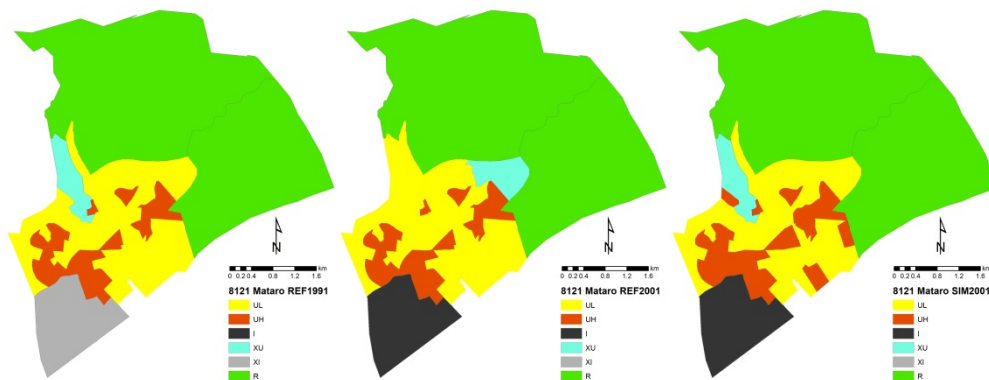 N
km
0 0.2 0.4 0.8 1.2 1.6
8121 Mataro REF1991
UL
UH
I
XU
XI
R
N
km
0 0.2 0.4 0.8 1.2 1.6
8121 Mataro REF2001
UL
UH
I
XU
XI
R
N
km
0 0.2 0.4 0.8 1.2 1.6
8121 Mataro SIM2001
UL
UH
I
XU
XI
R